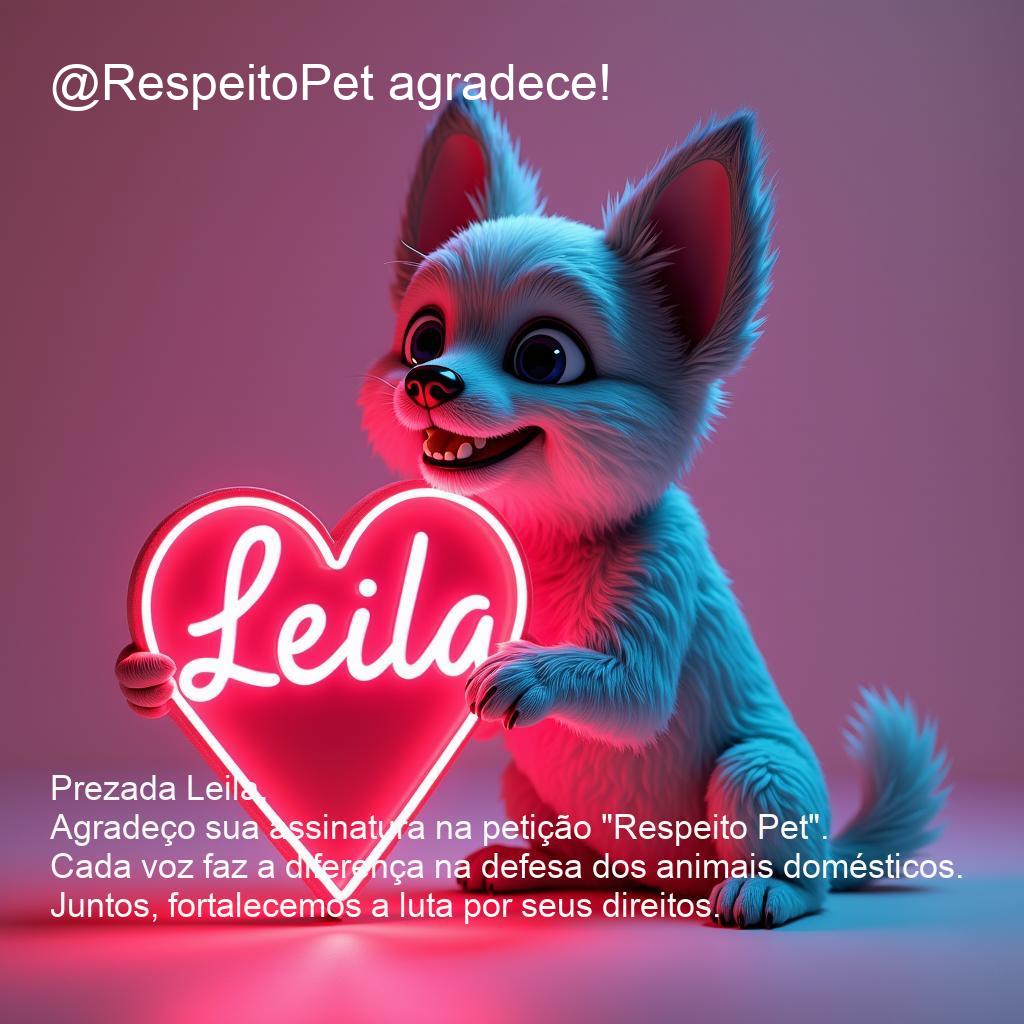 @RespeitoPet agradece!
Leila
Prezada Leila,
Agradeço sua assinatura na petição "Respeito Pet".
Cada voz faz a diferença na defesa dos animais domésticos.
Juntos, fortalecemos a luta por seus direitos.